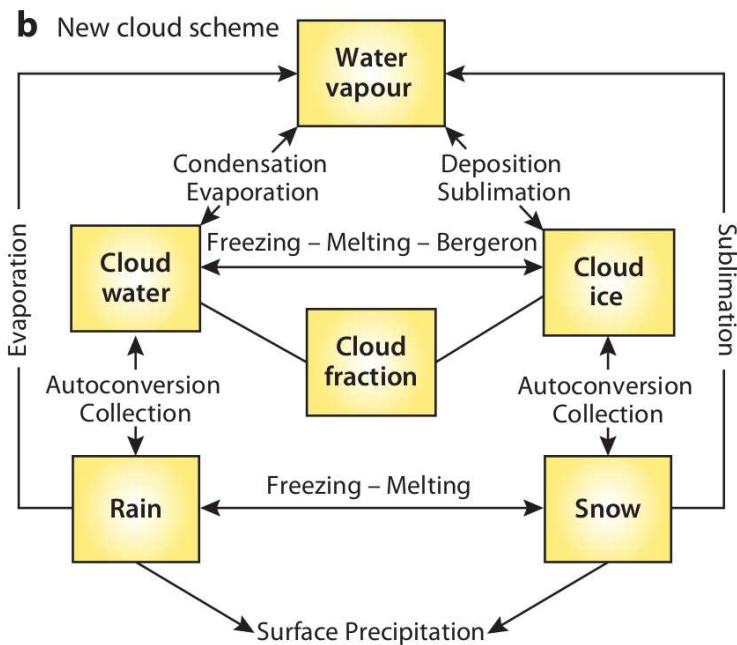 b New cloud scheme
Water
vapour
Condensation
Evaporation
Deposition
Sublimation
Evaporation
Cloud
water
Freezing – Melting – Bergeron
Cloud
ice
Sublimation
Cloud
fraction
Autoconversion
Collection
Autoconversion
Collection
Rain
Freezing – Melting
Snow
Surface Precipitation